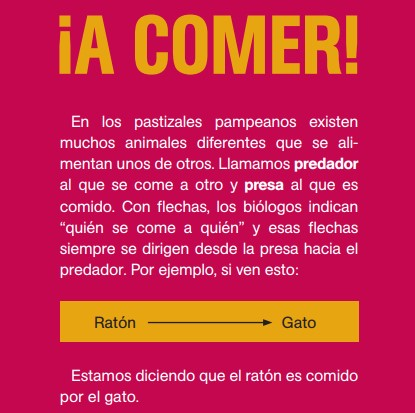 ¡A COMER!
En los pastizales pampeanos existen
muchos animales diferentes que se ali-
mentan unos de otros. Llamamos predador
al que se come a otro y presa al que es
comido. Con flechas, los biólogos indican
“quién se come a quién” y esas flechas
siempre se dirigen desde la presa hacia el
predador. Por ejemplo, si ven esto:
Ratón Gato
Estamos diciendo que el ratón es comido
por el gato.